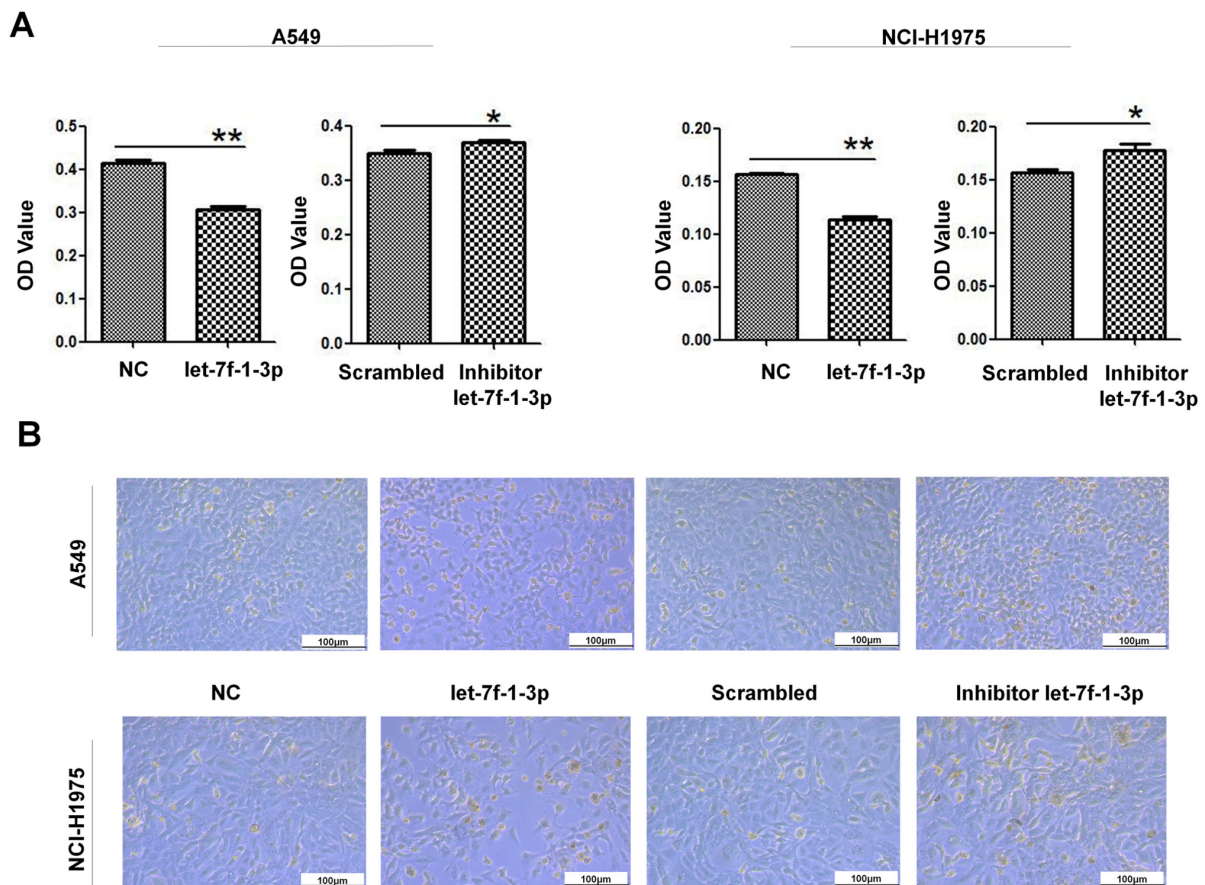 A
A549
NCI-H1975
OD Value
0.5
0.4
0.3
0.2
0.1
0.0
**
NC
let-7f-1-3p
OD Value
0.4
0.3
0.2
0.1
0.0
*
Scrambled
Inhibitor
let-7f-1-3p
OD Value
0.20
0.15
0.10
0.05
0.00
**
NC
let-7f-1-3p
OD Value
0.20
0.15
0.10
0.05
0.00
*
Scrambled
Inhibitor
let-7f-1-3p
B
A549
100μm
100μm
100μm
100μm
NC
let-7f-1-3p
Scrambled
Inhibitor let-7f-1-3p
NCI-H1975
100μm
100μm
100μm
100μm